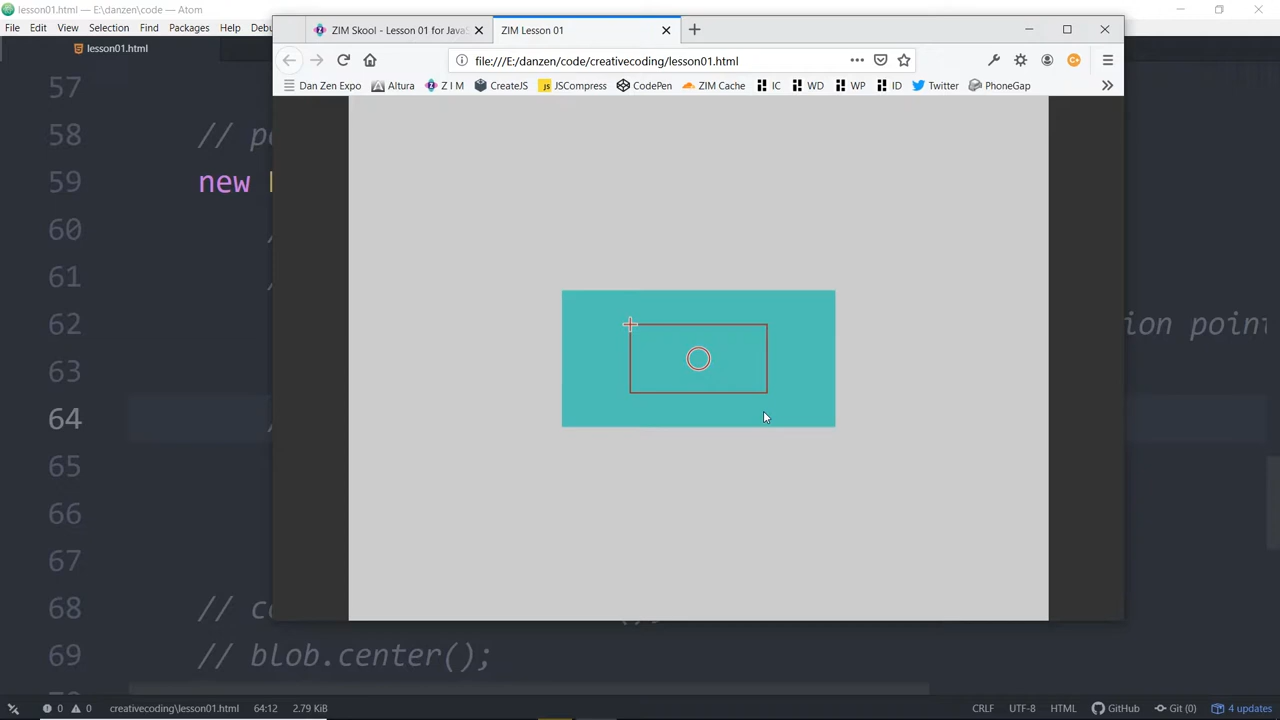 lesson01.html — E:\danzen\code — Atom
File Edit View Selection Find Packages Debu
lesson01.html
ZIM Skool - Lesson 01 for Java
ZIM Lesson 01
file:///E:/danzen/code/creativecoding/lesson01.html
Dan Zen Expo Altura Z I M CreateJS JSCompress CodePen ZIM Cache IC WD WP ID Twitter PhoneGap
57
58 // po
59 new
60 /
61 /
62 ion point
63
64 /
65
66
67
68 // co ();
69 // blob.center();
0 0 creativecoding\lesson01.html 64:12 2.79 KiB CRLF UTF-8 HTML GitHub Git (0) 4 updates